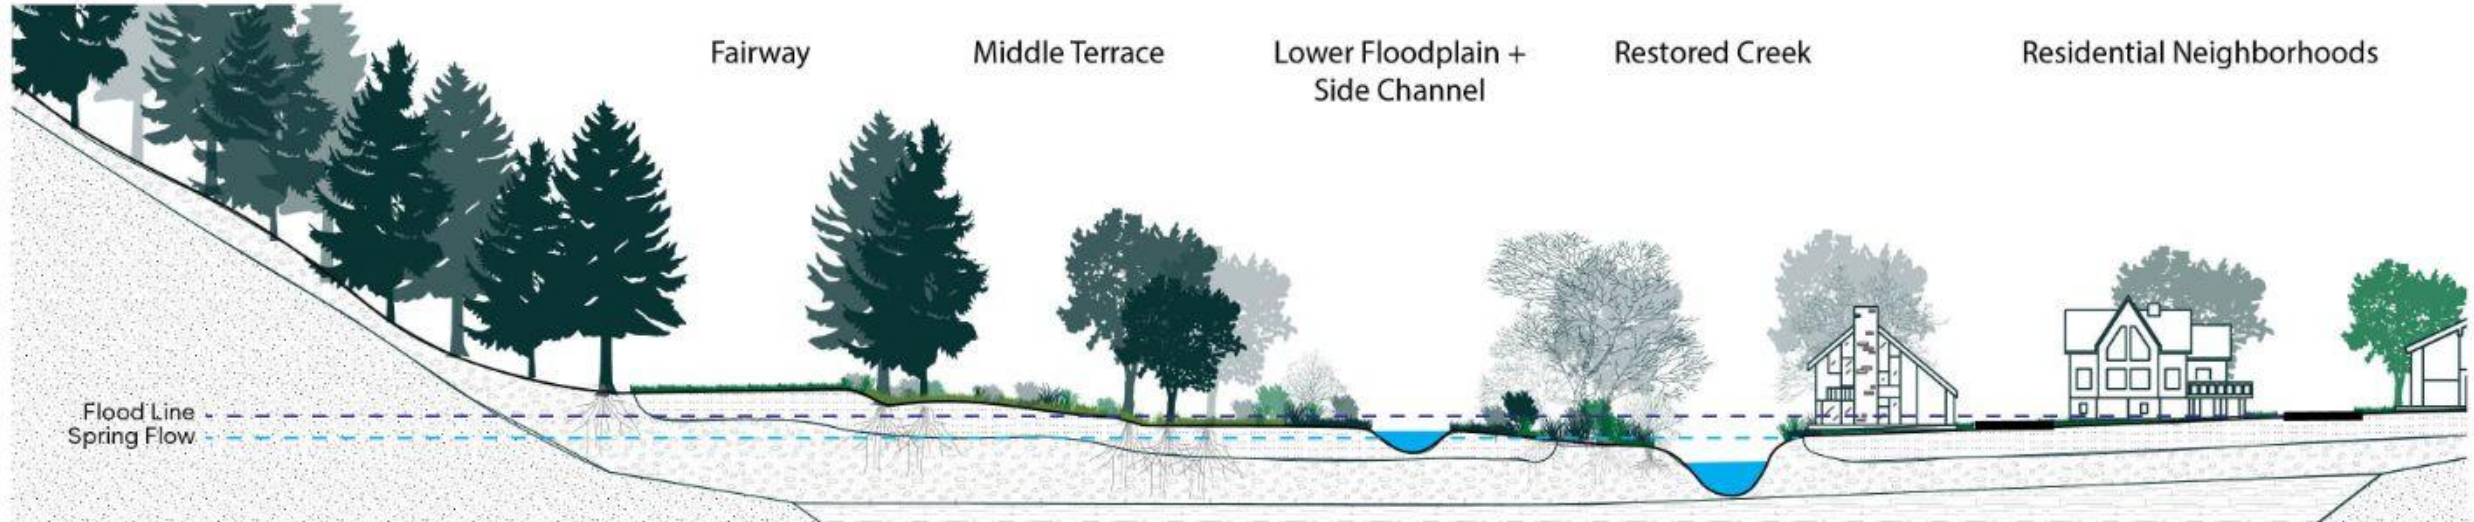 Fairway
Middle Terrace
Lower Floodplain +
Side Channel
Restored Creek
Residential Neighborhoods
Flood Line
Spring Flow